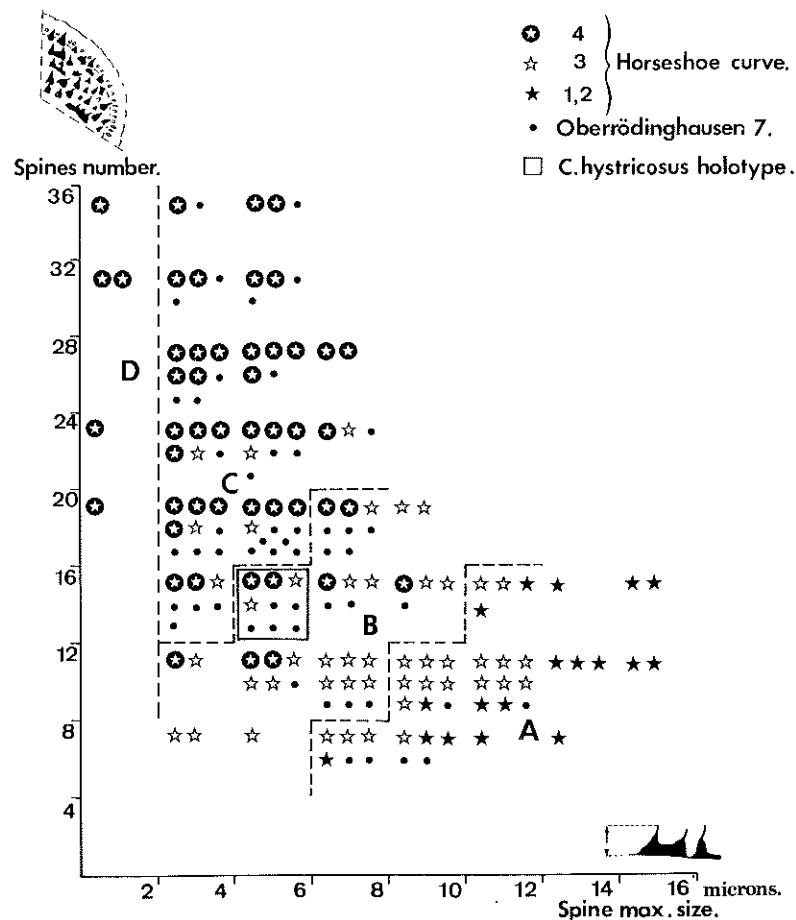 4
3 Horseshoe curve.
1,2
Oberrödinghausen 7.
C.hystricosus holotype.
Spines number.
36
32
28
D
24
C
20
16
B
12
8
A
4
2 4 6 8 10 12 14 16 microns.
Spine max. size.